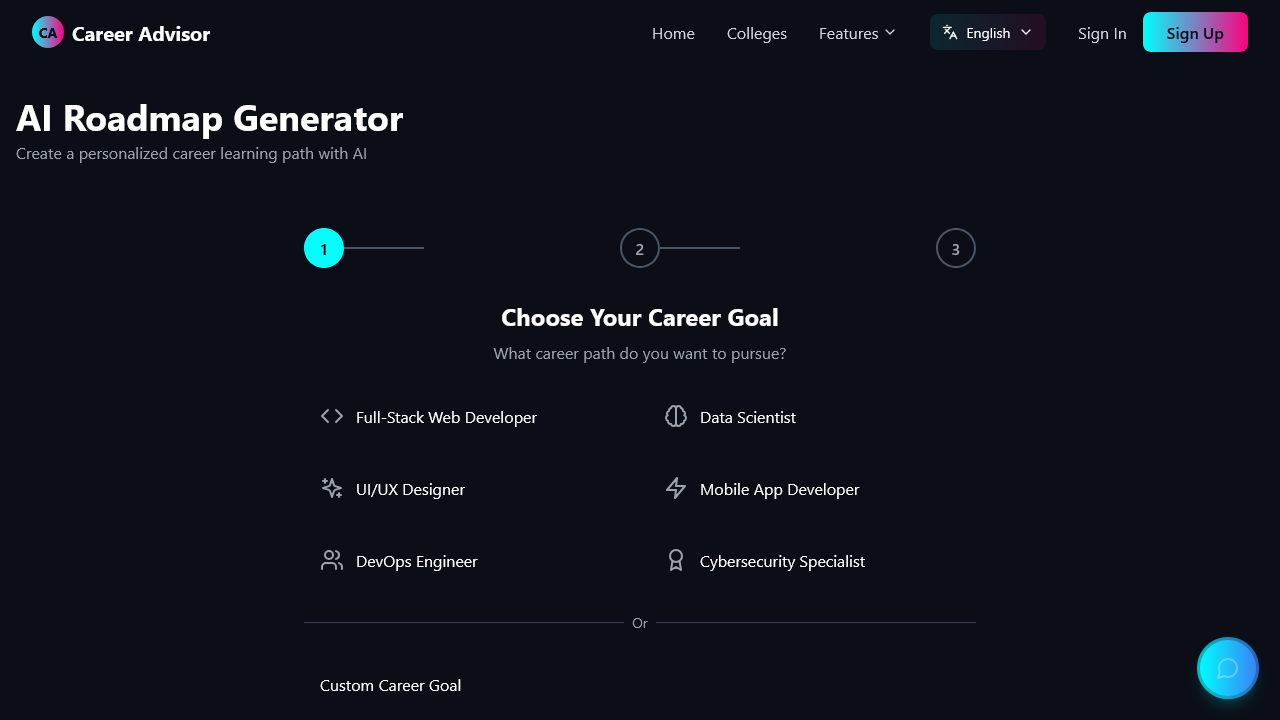 CA Career Advisor
Home Colleges Features English Sign In Sign Up
AI Roadmap Generator
Create a personalized career learning path with AI
1 2 3
Choose Your Career Goal
What career path do you want to pursue?
Full-Stack Web Developer Data Scientist
UI/UX Designer Mobile App Developer
DevOps Engineer Cybersecurity Specialist
Or
Custom Career Goal